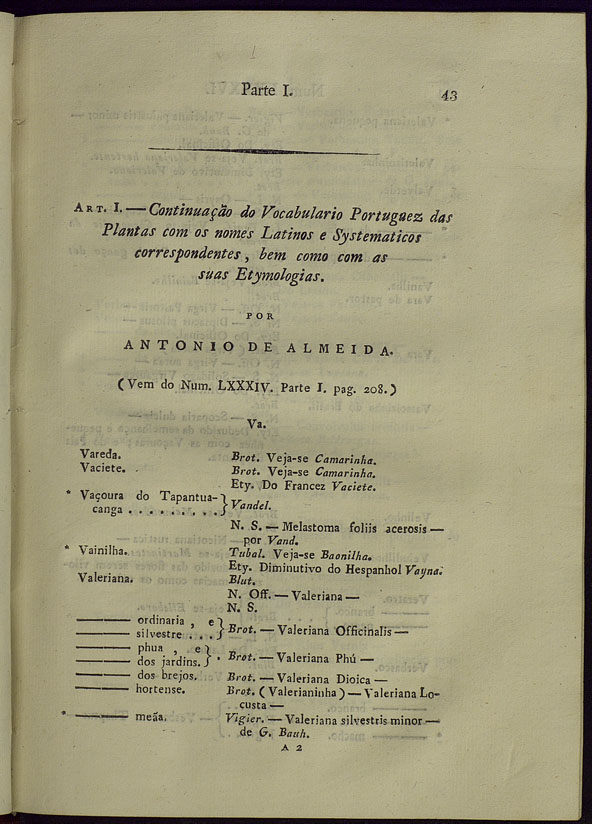 Parte I.
43
ART. I. — Continuação do Vocabulario Portuguez das
Plantas com os nomes Latinos e Systematicos
correspondentes, bem como com as
suas Etymologias.
POR
ANTONIO DE ALMEIDA.
(Vem do Num. LXXXIV. Parte I. pag. 208.)
Va.
Vareda. Brot. Veja-se Camarinha.
Vaciete. Brot. Veja-se Camarinha.
Ety. Do Francez Vaciete.
* Vaçoura do Tapantua-
canga . . . . . . . . . } Vandel.
N. S. — Melastoma foliis acerosis —
por Vand.
* Vainilha. Tubal. Veja-se Baonilha.
Ety. Diminutivo do Hespanhol Vayna.
Valeriana. Blut.
N. Off. — Valeriana —
N. S.
——— ordinaria , e
——— silvestre . . . } Brot. — Valeriana Officinalis —
——— phua , e
——— dos jardins. } . Brot. — Valeriana Phú —
——— dos brejos. Brot. — Valeriana Dioica —
——— hortense. Brot. (Valerianinha) — Valeriana Lo-
custa —
* ——— meãa. Vigier. — Valeriana silvestris minor —
de G. Bauh.
A 2